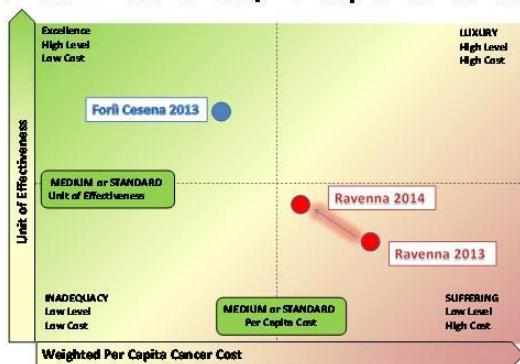 Excellence
High Level
Low Cost
LUXURY
High Level
High Cost
Forlì Cesena 2013
Unit of Effectiveness
MEDIUM or STANDARD
Unit of Effectiveness
Ravenna 2014
Ravenna 2013
INADEQUACY
Low Level
Low Cost
MEDIUM or STANDARD
Per Capita Cost
SUFFERING
Low Level
High Cost
Weighted Per Capita Cancer Cost